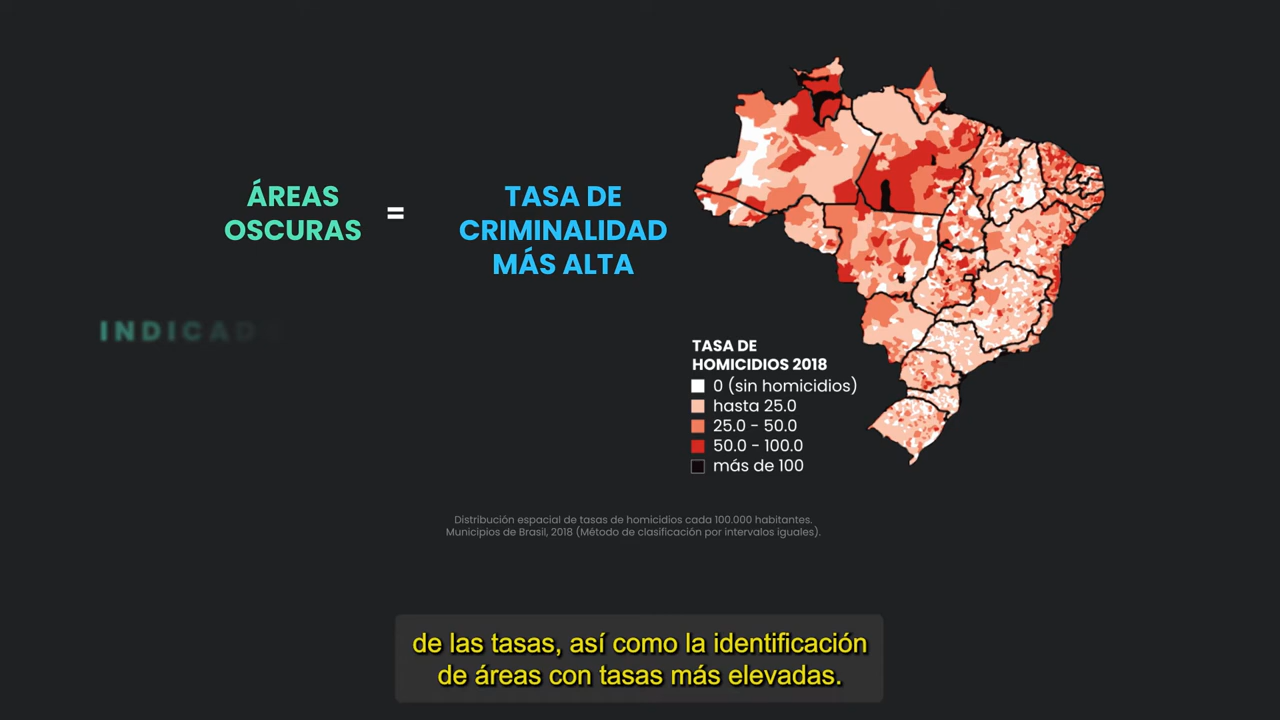 ÁREAS
OSCURAS
=
TASA DE
CRIMINALIDAD
MÁS ALTA
TASA DE
HOMICIDIOS 2018
0 (sin homicidios)
hasta 25.0
25.0 - 50.0
50.0 - 100.0
más de 100
Distribución espacial de tasas de homicidios cada 100.000 habitantes.
Municipios de Brasil, 2018 (Método de clasificación por intervalos iguales).
de las tasas, así como la identificación
de áreas con tasas más elevadas.